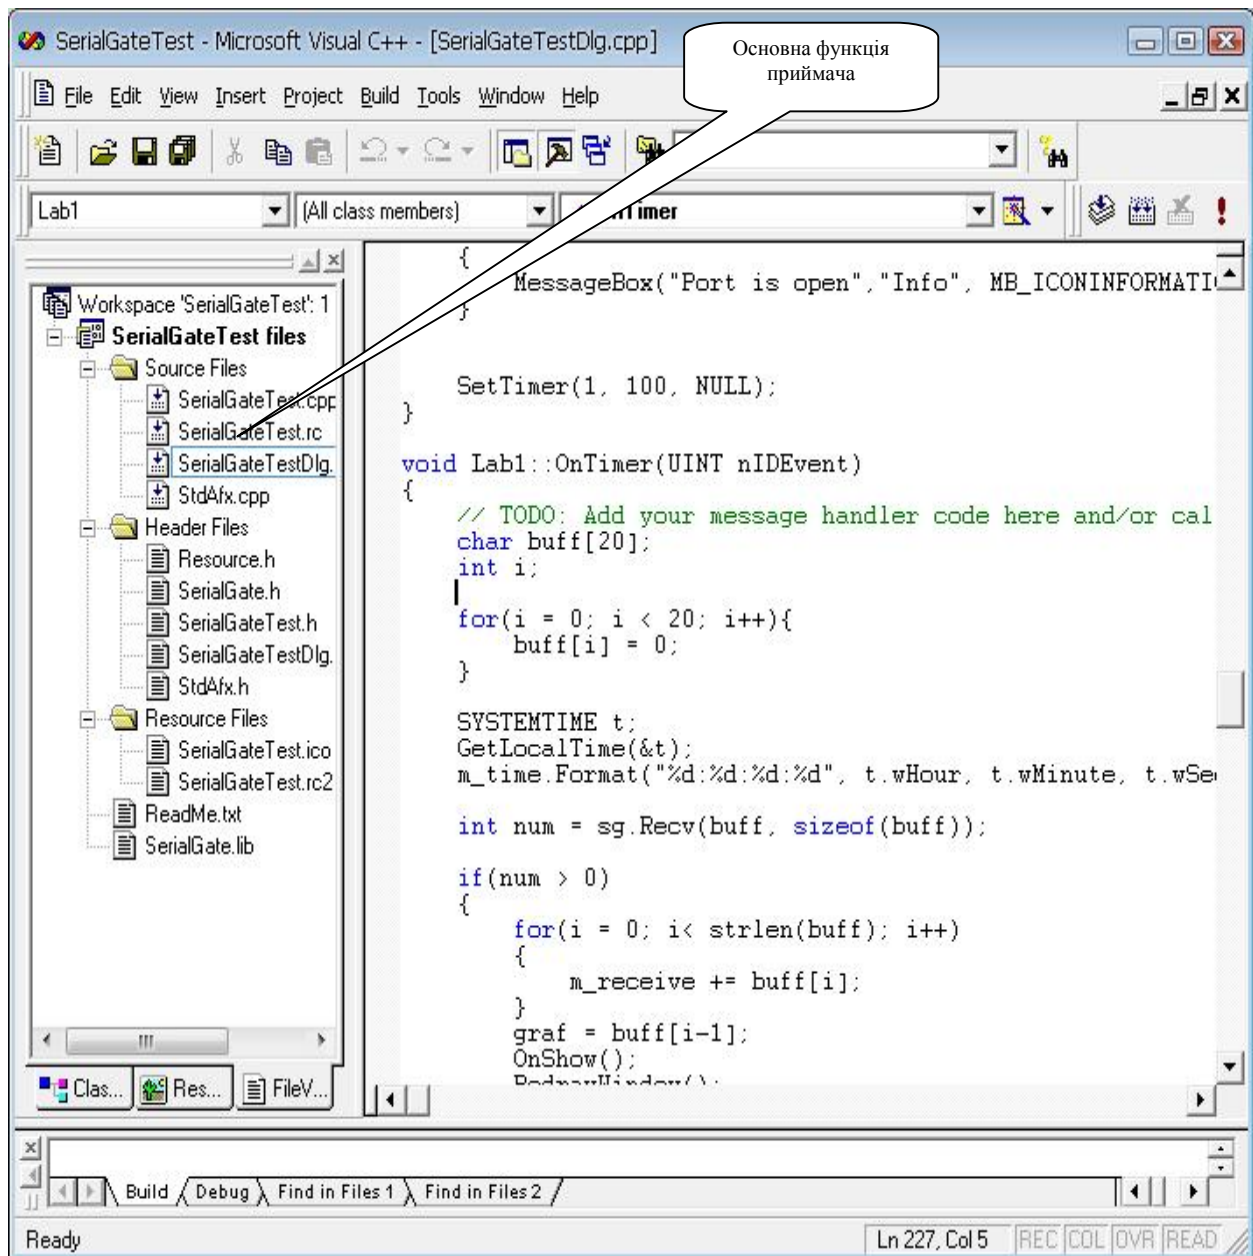 SerialGateTest - Microsoft Visual C++ - [SerialGateTestDlg.cpp]
Основна функція
приймача
File Edit View Insert Project Build Tools Window Help
Lab1
(All class members)
Timer
Workspace 'SerialGateTest': 1
SerialGateTest files
Source Files
SerialGateTest.cpp
SerialGateTest.rc
SerialGateTestDlg.
StdAfx.cpp
Header Files
Resource.h
SerialGate.h
SerialGateTest.h
SerialGateTestDlg.
StdAfx.h
Resource Files
SerialGateTest.ico
SerialGateTest.rc2
ReadMe.txt
SerialGate.lib
Clas...
Res...
FileV...
{
MessageBox("Port is open","Info", MB_ICONINFORMATI
}
SetTimer(1, 100, NULL);
}
void Lab1::OnTimer(UINT nIDEvent)
{
// TODO: Add your message handler code here and/or cal
char buff[20];
int i;
for(i = 0; i < 20; i++){
buff[i] = 0;
}
SYSTEMTIME t;
GetLocalTime(&t);
m_time.Format("%d:%d:%d:%d", t.wHour, t.wMinute, t.wSe
int num = sg.Recv(buff, sizeof(buff));
if(num > 0)
{
for(i = 0; i< strlen(buff); i++)
{
m_receive += buff[i];
}
graf = buff[i-1];
OnShow();
RedrawWindow();
Build Debug Find in Files 1 Find in Files 2
Ready
Ln 227, Col 5
REC COL OVR READ